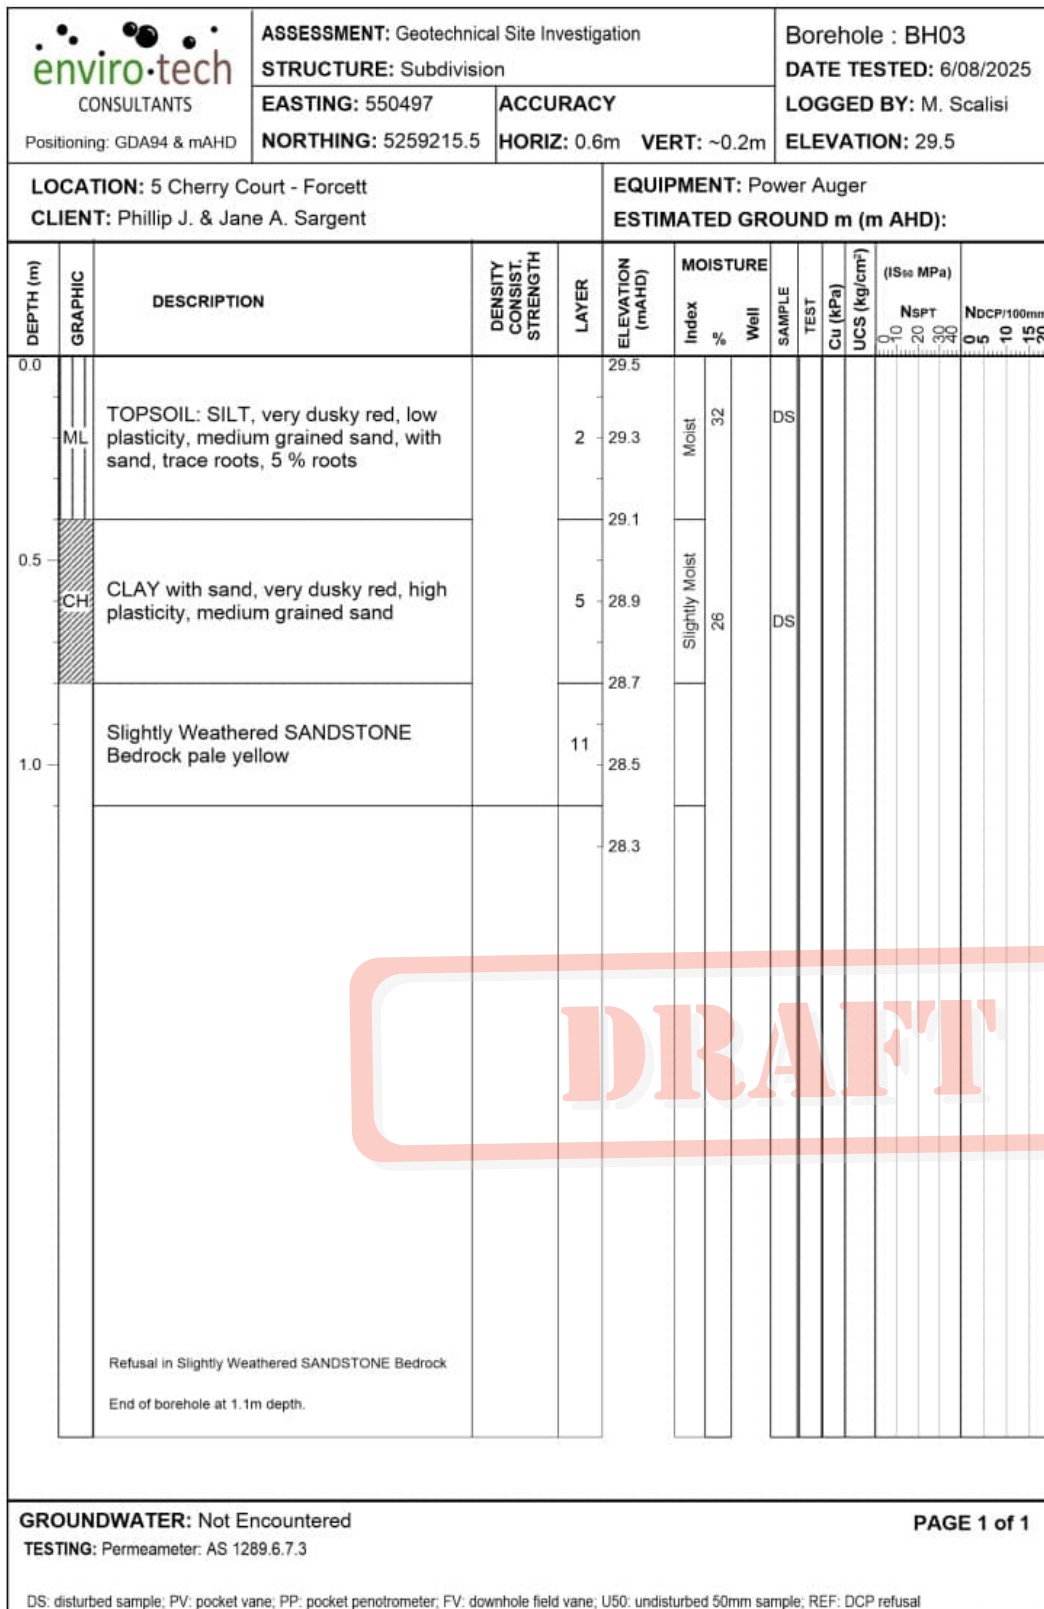 enviro•tech
CONSULTANTS
Positioning: GDA94 & mAHD
ASSESSMENT: Geotechnical Site Investigation
STRUCTURE: Subdivision
EASTING: 550497
NORTHING: 5259215.5
ACCURACY
HORIZ: 0.6m VERT: ~0.2m
Borehole : BH03
DATE TESTED: 6/08/2025
LOGGED BY: M. Scalisi
ELEVATION: 29.5
LOCATION: 5 Cherry Court - Forcett
CLIENT: Phillip J. & Jane A. Sargent
EQUIPMENT: Power Auger
ESTIMATED GROUND m (m AHD):
DEPTH (m)
GRAPHIC
DESCRIPTION
DENSITY
CONSIST.
STRENGTH
LAYER
ELEVATION
(mAHD)
MOISTURE
Index
%
Well
SAMPLE
TEST
Cu (kPa)
UCS (kg/cm²)
(IS50 MPa)
NSPT
0 10 20 30 40
NDCP/100mm
0 5 10 15 20
0.0
29.5
TOPSOIL: SILT, very dusky red, low
plasticity, medium grained sand, with
sand, trace roots, 5 % roots
ML
2
29.3
Moist
32
DS
29.1
0.5
CLAY with sand, very dusky red, high
plasticity, medium grained sand
CH
5
28.9
Slightly Moist
26
DS
28.7
Slightly Weathered SANDSTONE
Bedrock pale yellow
11
1.0
28.5
28.3
DRAFT
Refusal in Slightly Weathered SANDSTONE Bedrock
End of borehole at 1.1m depth.
GROUNDWATER: Not Encountered
PAGE 1 of 1
TESTING: Permeameter: AS 1289.6.7.3
DS: disturbed sample; PV: pocket vane; PP: pocket penotrometer; FV: downhole field vane; U50: undisturbed 50mm sample; REF: DCP refusal